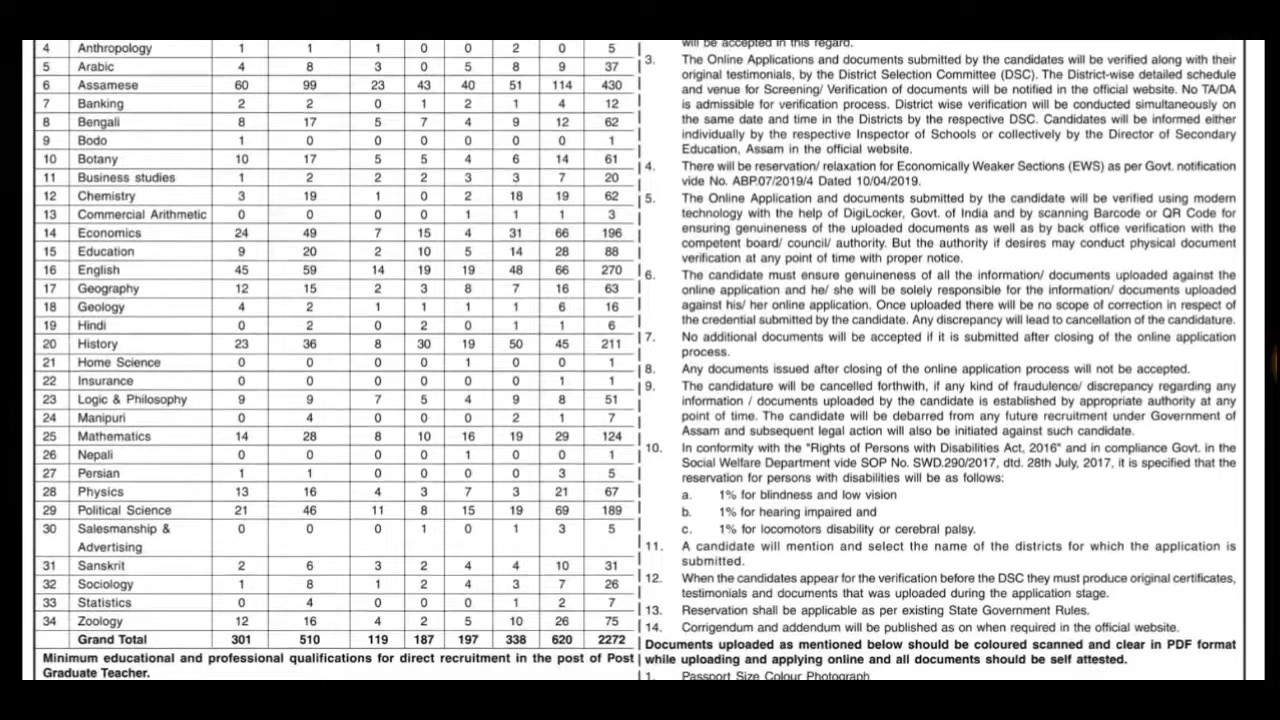 4 Anthropology 1 1 1 0 0 2 0 5
5 Arabic 4 8 3 0 5 8 9 37
6 Assamese 60 99 23 43 40 51 114 430
7 Banking 2 2 0 1 2 1 4 12
8 Bengali 8 17 5 7 4 9 12 62
9 Bodo 1 0 0 0 0 0 0 1
10 Botany 10 17 5 5 4 6 14 61
11 Business studies 1 2 2 2 3 3 7 20
12 Chemistry 3 19 1 0 2 18 19 62
13 Commercial Arithmetic 0 0 0 0 1 1 1 3
14 Economics 24 49 7 15 4 31 66 196
15 Education 9 20 2 10 5 14 28 88
16 English 45 59 14 19 19 48 66 270
17 Geography 12 15 2 3 8 7 16 63
18 Geology 4 2 1 1 1 1 6 16
19 Hindi 0 2 0 2 0 1 1 6
20 History 23 36 8 30 19 50 45 211
21 Home Science 0 0 0 0 1 0 0 1
22 Insurance 0 0 0 0 0 0 1 1
23 Logic & Philosophy 9 9 7 5 4 9 8 51
24 Manipuri 0 4 0 0 0 2 1 7
25 Mathematics 14 28 8 10 16 19 29 124
26 Nepali 0 0 0 0 1 0 0 1
27 Persian 1 1 0 0 0 0 3 5
28 Physics 13 16 4 3 7 3 21 67
29 Political Science 21 46 11 8 15 19 69 189
30 Salesmanship & 0 0 0 1 0 1 3 5
Advertising
31 Sanskrit 2 6 3 2 4 4 10 31
32 Sociology 1 8 1 2 4 3 7 26
33 Statistics 0 4 0 0 0 1 2 7
34 Zoology 12 16 4 2 5 10 26 75
Grand Total 301 510 119 187 197 338 620 2272
Minimum educational and professional qualifications for direct recruitment in the post of Post
Graduate Teacher.
will be accepted in this regard.
3. The Online Applications and documents submitted by the candidates will be verified along with their
original testimonials, by the District Selection Committee (DSC). The District-wise detailed schedule
and venue for Screening/ Verification of documents will be notified in the official website. No TA/DA
is admissible for verification process. District wise verification will be conducted simultaneously on
the same date and time in the Districts by the respective DSC. Candidates will be informed either
individually by the respective Inspector of Schools or collectively by the Director of Secondary
Education, Assam in the official website.
4. There will be reservation/ relaxation for Economically Weaker Sections (EWS) as per Govt. notification
vide No. ABP.07/2019/4 Dated 10/04/2019.
5. The Online Application and documents submitted by the candidate will be verified using modern
technology with the help of DigiLocker, Govt. of India and by scanning Barcode or QR Code for
ensuring genuineness of the uploaded documents as well as by back office verification with the
competent board/ council/ authority. But the authority if desires may conduct physical document
verification at any point of time with proper notice.
6. The candidate must ensure genuineness of all the information/ documents uploaded against the
online application and he/ she will be solely responsible for the information/ documents uploaded
against his/ her online application. Once uploaded there will be no scope of correction in respect of
the credential submitted by the candidate. Any discrepancy will lead to cancellation of the candidature.
7. No additional documents will be accepted if it is submitted after closing of the online application
process.
8. Any documents issued after closing of the online application process will not be accepted.
9. The candidature will be cancelled forthwith, if any kind of fraudulence/ discrepancy regarding any
information / documents uploaded by the candidate is established by appropriate authority at any
point of time. The candidate will be debarred from any future recruitment under Government of
Assam and subsequent legal action will also be initiated against such candidate.
10. In conformity with the "Rights of Persons with Disabilities Act, 2016" and in compliance Govt. in the
Social Welfare Department vide SOP No. SWD.290/2017, dtd. 28th July, 2017, it is specified that the
reservation for persons with disabilities will be as follows:
a. 1% for blindness and low vision
b. 1% for hearing impaired and
c. 1% for locomotors disability or cerebral palsy.
11. A candidate will mention and select the name of the districts for which the application is
submitted.
12. When the candidates appear for the verification before the DSC they must produce original certificates,
testimonials and documents that was uploaded during the application stage.
13. Reservation shall be applicable as per existing State Government Rules.
14. Corrigendum and addendum will be published as on when required in the official website.
Documents uploaded as mentioned below should be coloured scanned and clear in PDF format
while uploading and applying online and all documents should be self attested.
1. Passport Size Colour Photograph